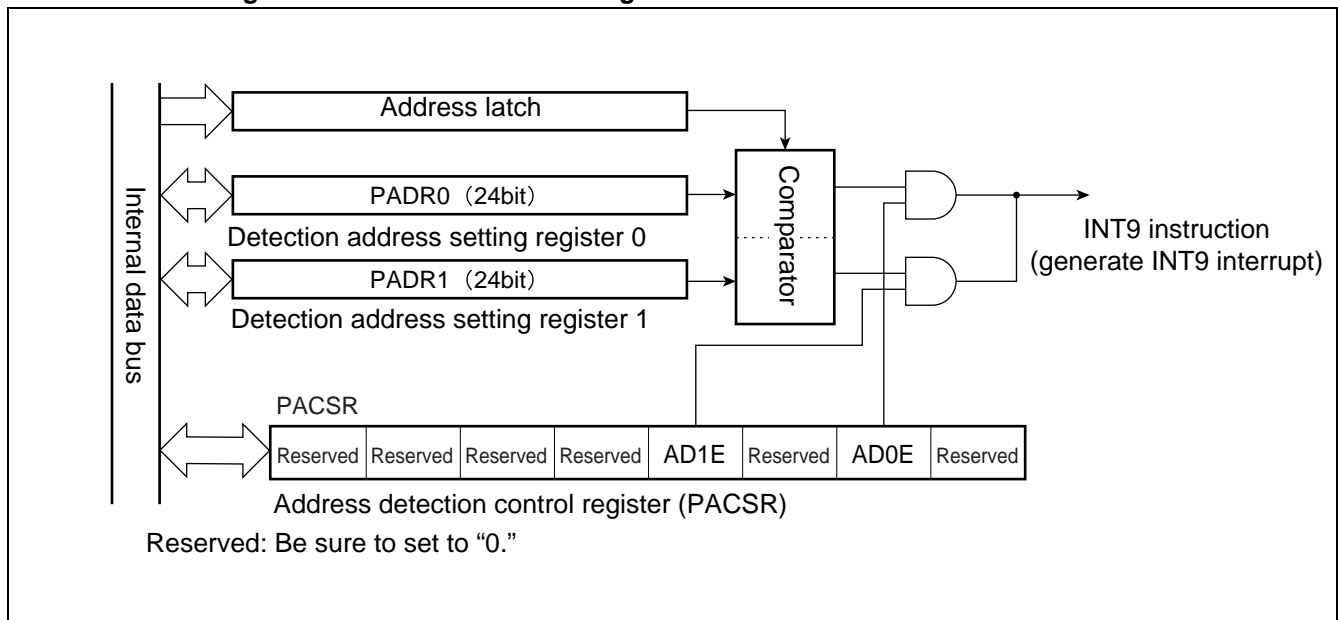 Address latch
PADR0（24bit）
Detection address setting register 0
PADR1（24bit）
Detection address setting register 1
Internal data bus
Comparator
INT9 instruction
(generate INT9 interrupt)
PACSR
Reserved Reserved Reserved Reserved AD1E Reserved AD0E Reserved
Address detection control register (PACSR)
Reserved: Be sure to set to “0.”